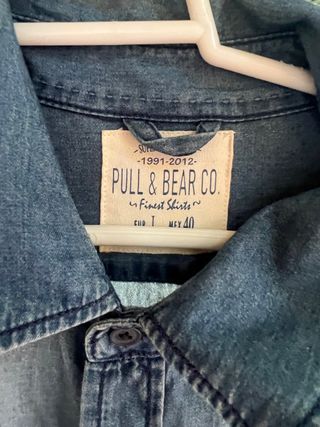 -1991-2012-
PULL & BEAR CO.
Finest Shirts
EUR L MEX 40